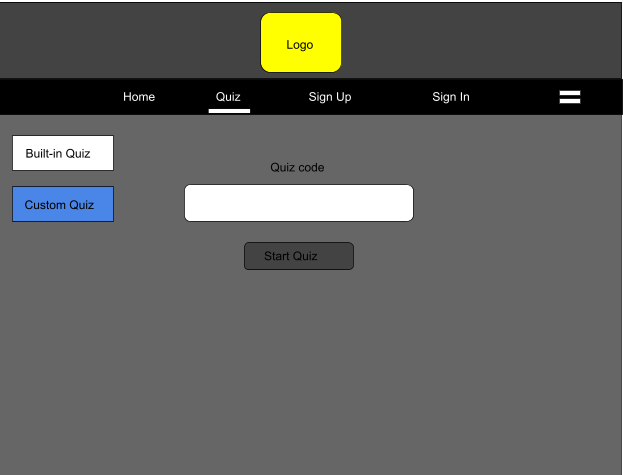 Logo
Home Quiz Sign Up Sign In
Built-in Quiz
Quiz code
Custom Quiz
Start Quiz